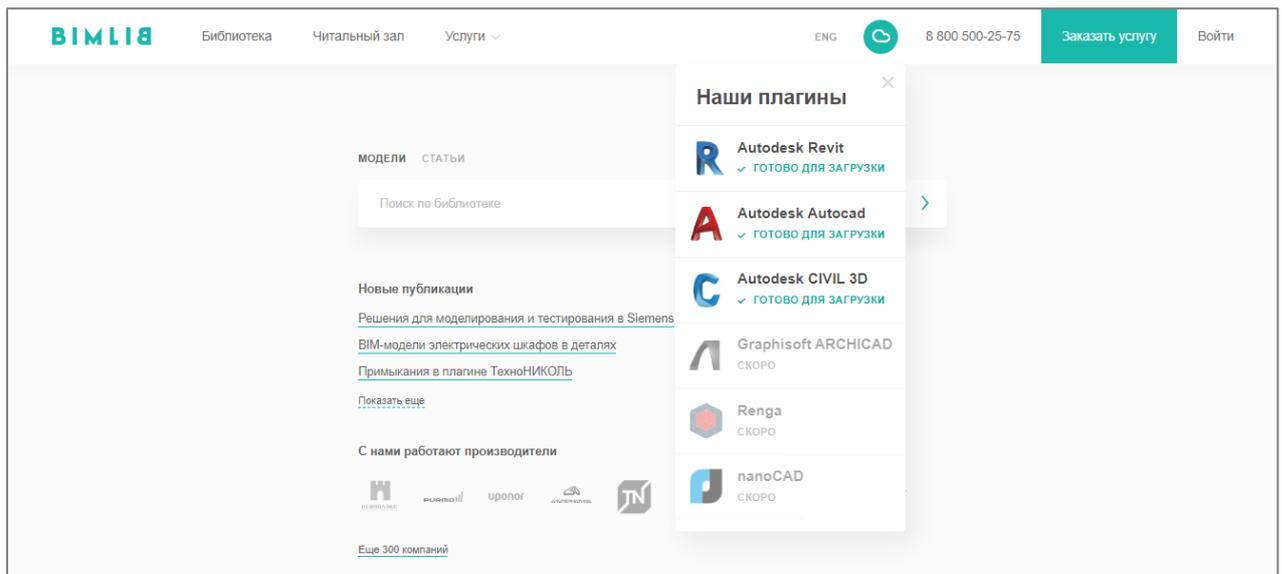 BIMLIB
Библиотека
Читальный зал
Услуги
ENG
8 800 500-25-75
Заказать услугу
Войти
Наши плагины
Autodesk Revit
ГОТОВО ДЛЯ ЗАГРУЗКИ
Autodesk Autocad
ГОТОВО ДЛЯ ЗАГРУЗКИ
Autodesk CIVIL 3D
ГОТОВО ДЛЯ ЗАГРУЗКИ
Graphisoft ARCHICAD
СКОРО
Renga
СКОРО
nanoCAD
СКОРО
МОДЕЛИ СТАТЬИ
Поиск по библиотеке
Новые публикации
Решения для моделирования и тестирования в Siemens
BIM-модели электрических шкафов в деталях
Примыкания в плагине ТехноНИКОЛЬ
Показать еще
С нами работают производители
PURMO
uponor
TN
Еще 300 компаний